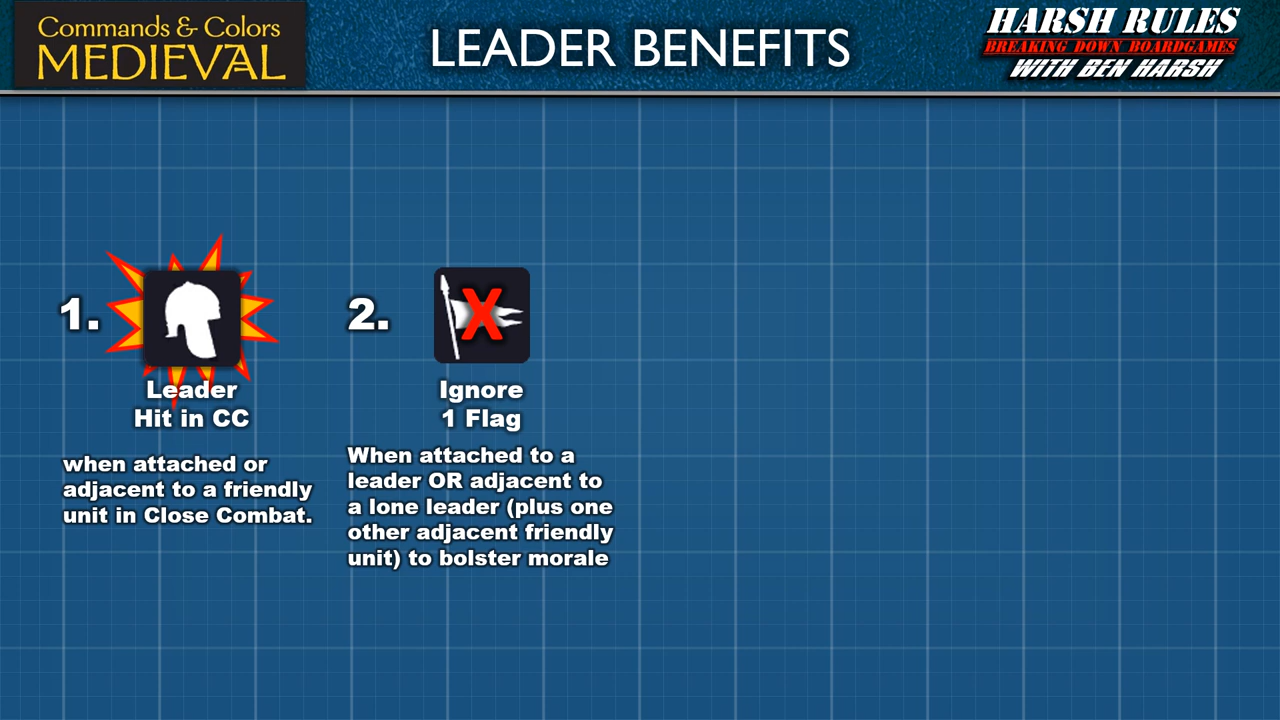 Commands & Colors
MEDIEVAL
LEADER BENEFITS
HARSH RULES
BREAKING DOWN BOARDGAMES
WITH BEN HARSH
1.
Leader
Hit in CC
when attached or
adjacent to a friendly
unit in Close Combat.
2.
X
Ignore
1 Flag
When attached to a
leader OR adjacent to
a lone leader (plus one
other adjacent friendly
unit) to bolster morale